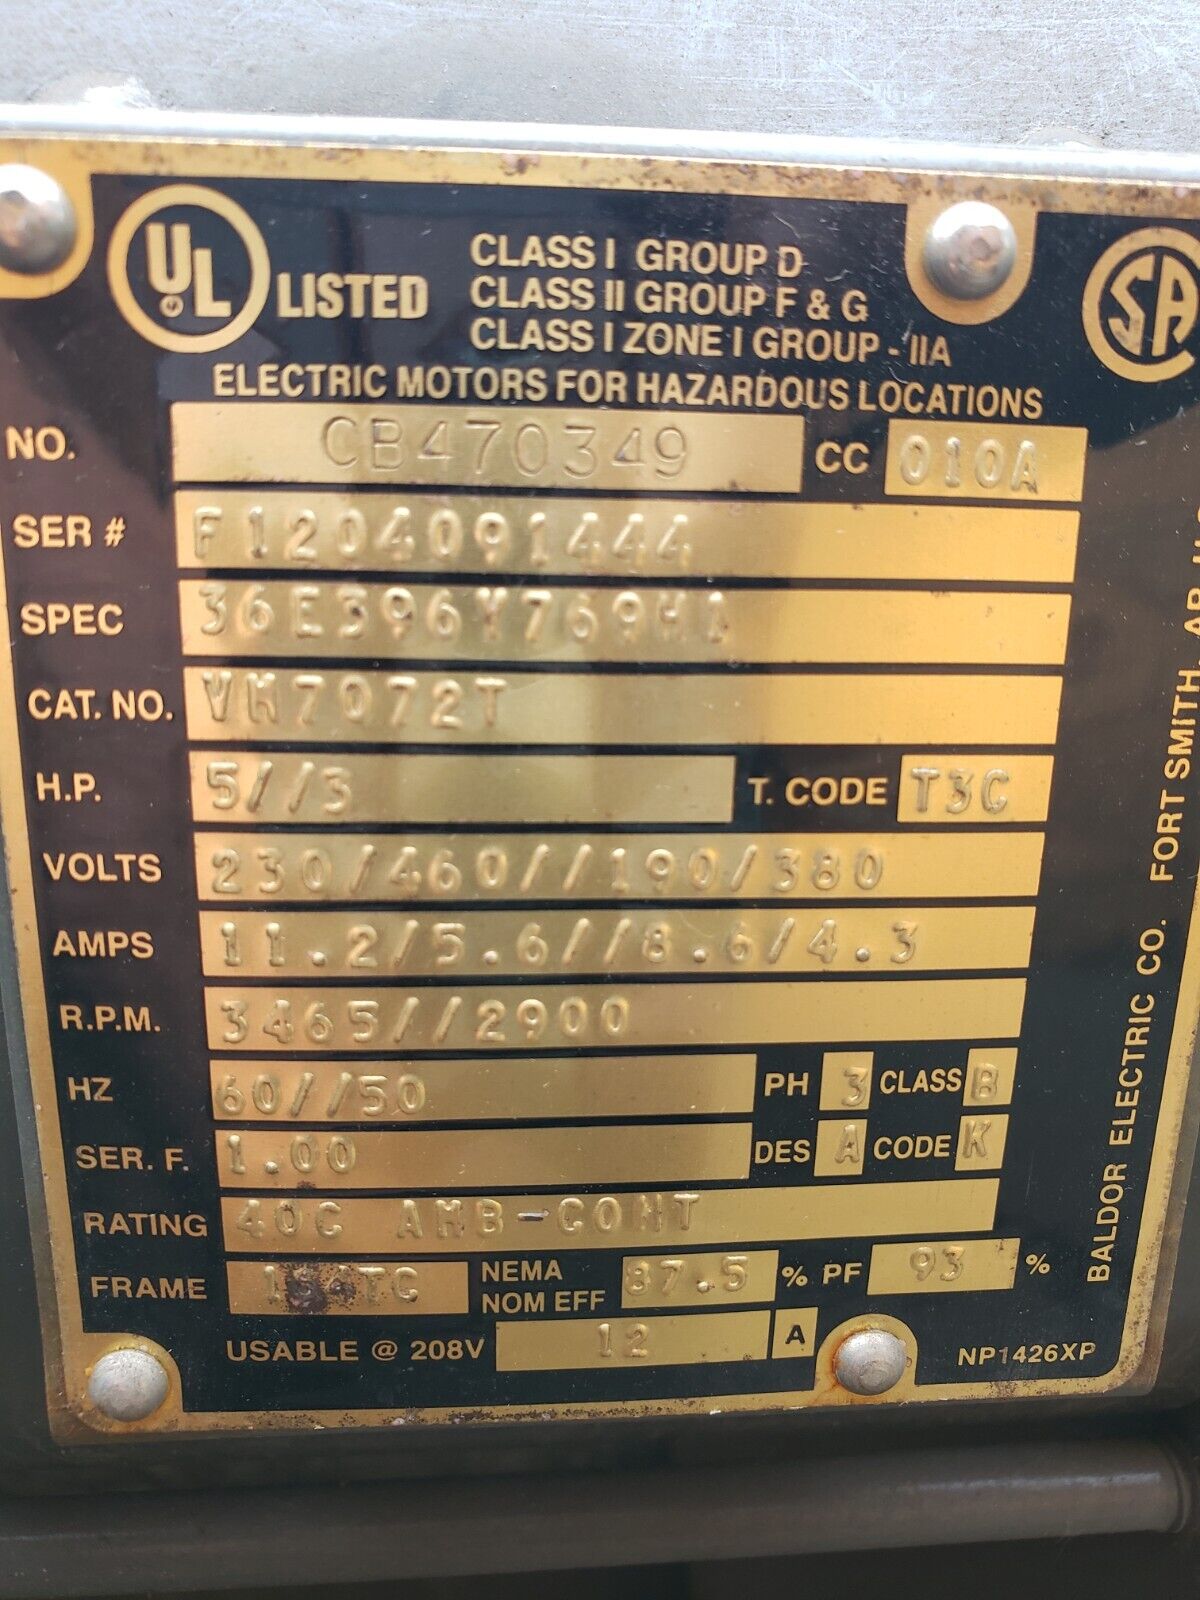 UL LISTED
CLASS I GROUP D
CLASS II GROUP F & G
CLASS I ZONE I GROUP - IIA
SA
ELECTRIC MOTORS FOR HAZARDOUS LOCATIONS
NO. CB470349 CC 010A
SER # F1204091444
SPEC 36E396Y769H1
CAT. NO. VM7072T
H.P. 5//3 T. CODE T3C
VOLTS 230/460//190/380
AMPS 11.2/5.6//8.6/4.3
R.P.M. 3465//2900
HZ 60//50 PH 3 CLASS B
SER. F. 1.00 DES A CODE K
RATING 40C AMB-CONT
FRAME NEMA NOM EFF 87.5 % PF 93 %
USABLE @ 208V 12 A
NP1426XP
BALDOR ELECTRIC CO. FORT SMITH, AR